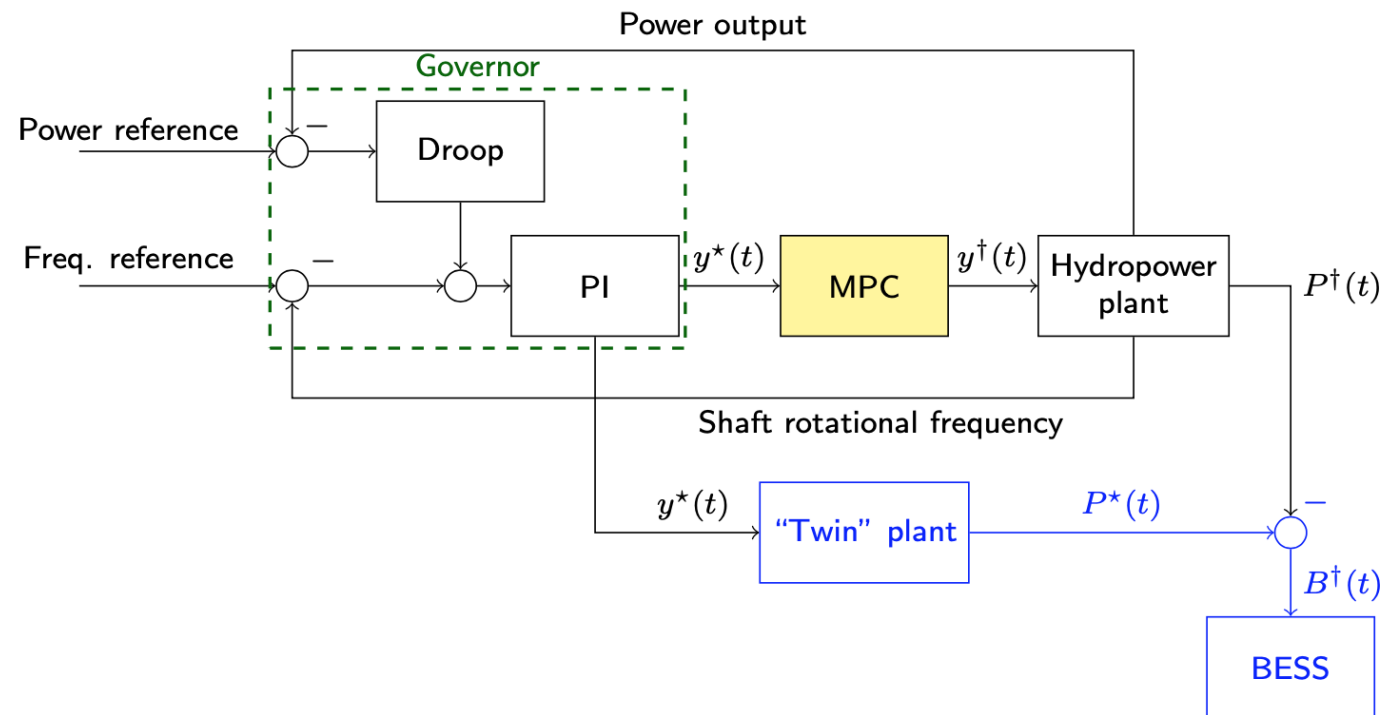 Power output
Governor
Power reference
−
Droop
Freq. reference
−
PI
y⋆(t)
MPC
y†(t)
Hydropower
plant
P†(t)
Shaft rotational frequency
y⋆(t)
“Twin” plant
P⋆(t)
−
B†(t)
BESS